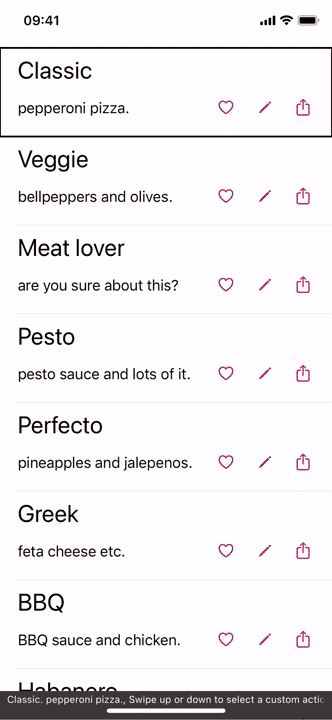 09:41
Classic
pepperoni pizza.
Veggie
bellpeppers and olives.
Meat lover
are you sure about this?
Pesto
pesto sauce and lots of it.
Perfecto
pineapples and jalepenos.
Greek
feta cheese etc.
BBQ
BBQ sauce and chicken.
Habanero
Classic. pepperoni pizza., Swipe up or down to select a custom actic